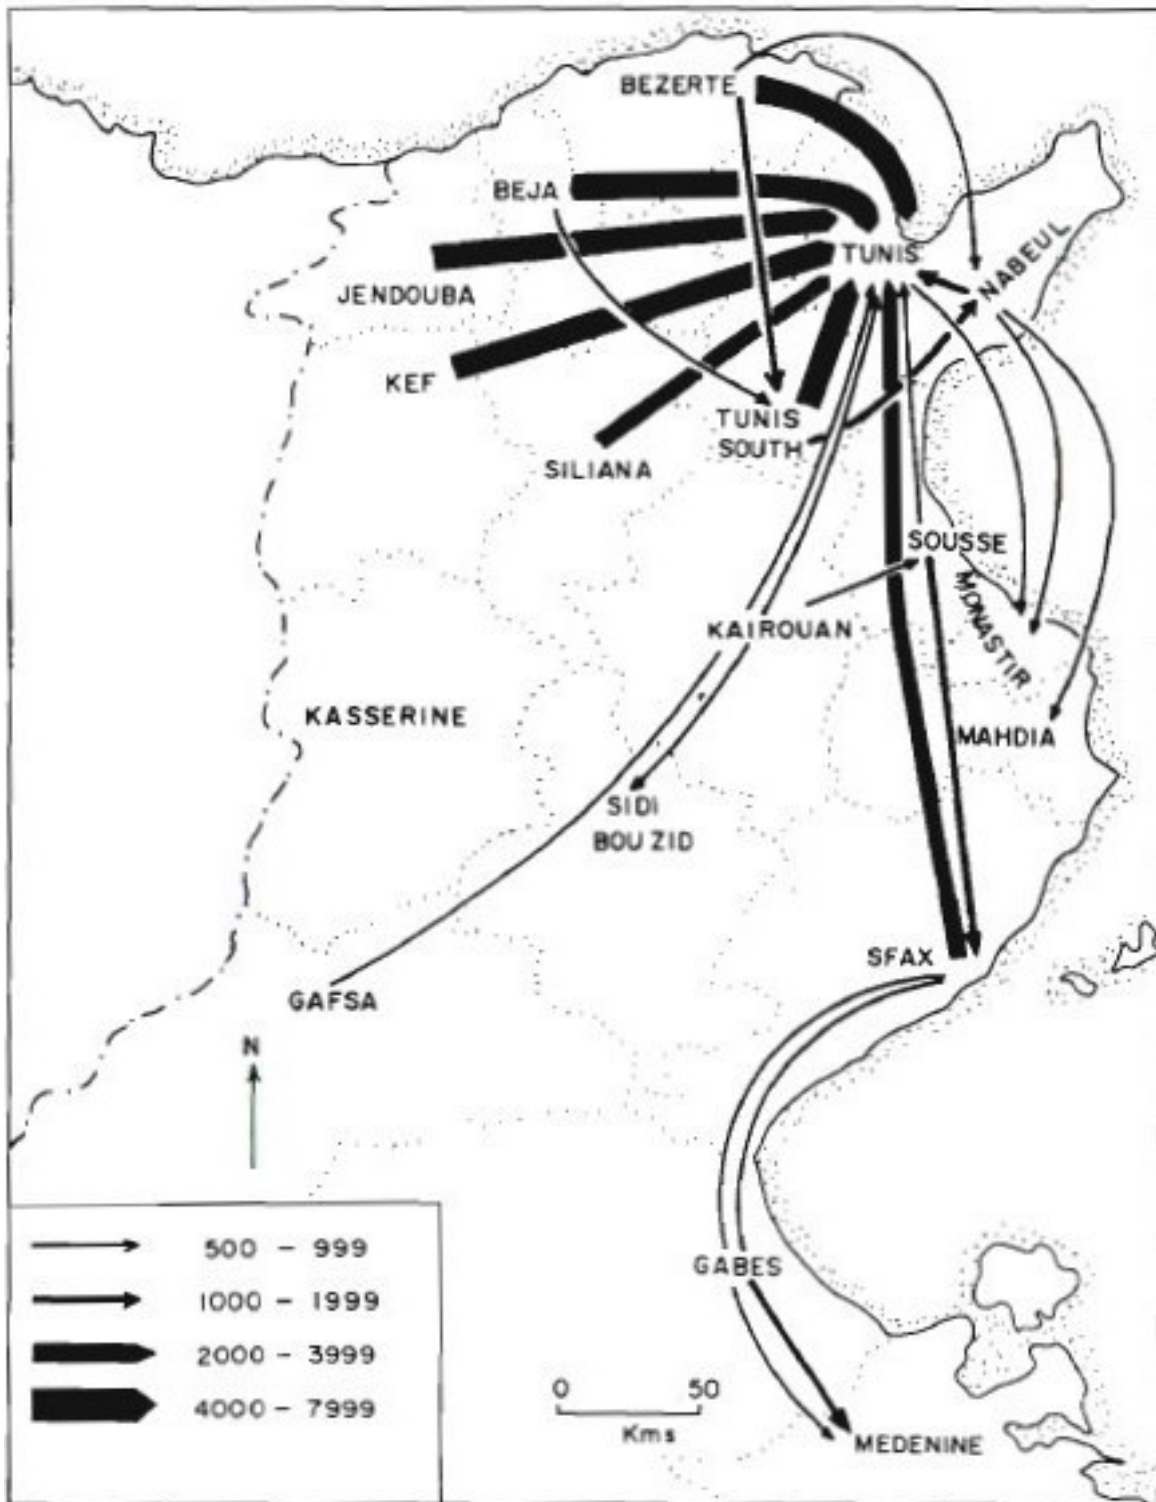 BEZERTE
BEJA
TUNIS
NABEUL
JENDOUBA
KEF
TUNIS
SOUTH
SILIANA
SOUSSE
MONASTIR
KAIROUAN
KASSERINE
MAHDIA
SIDI
BOU ZID
SFAX
GAFSA
N
500 - 999
1000 - 1999
2000 - 3999
4000 - 7999
GABES
0 50
Kms
MEDENINE